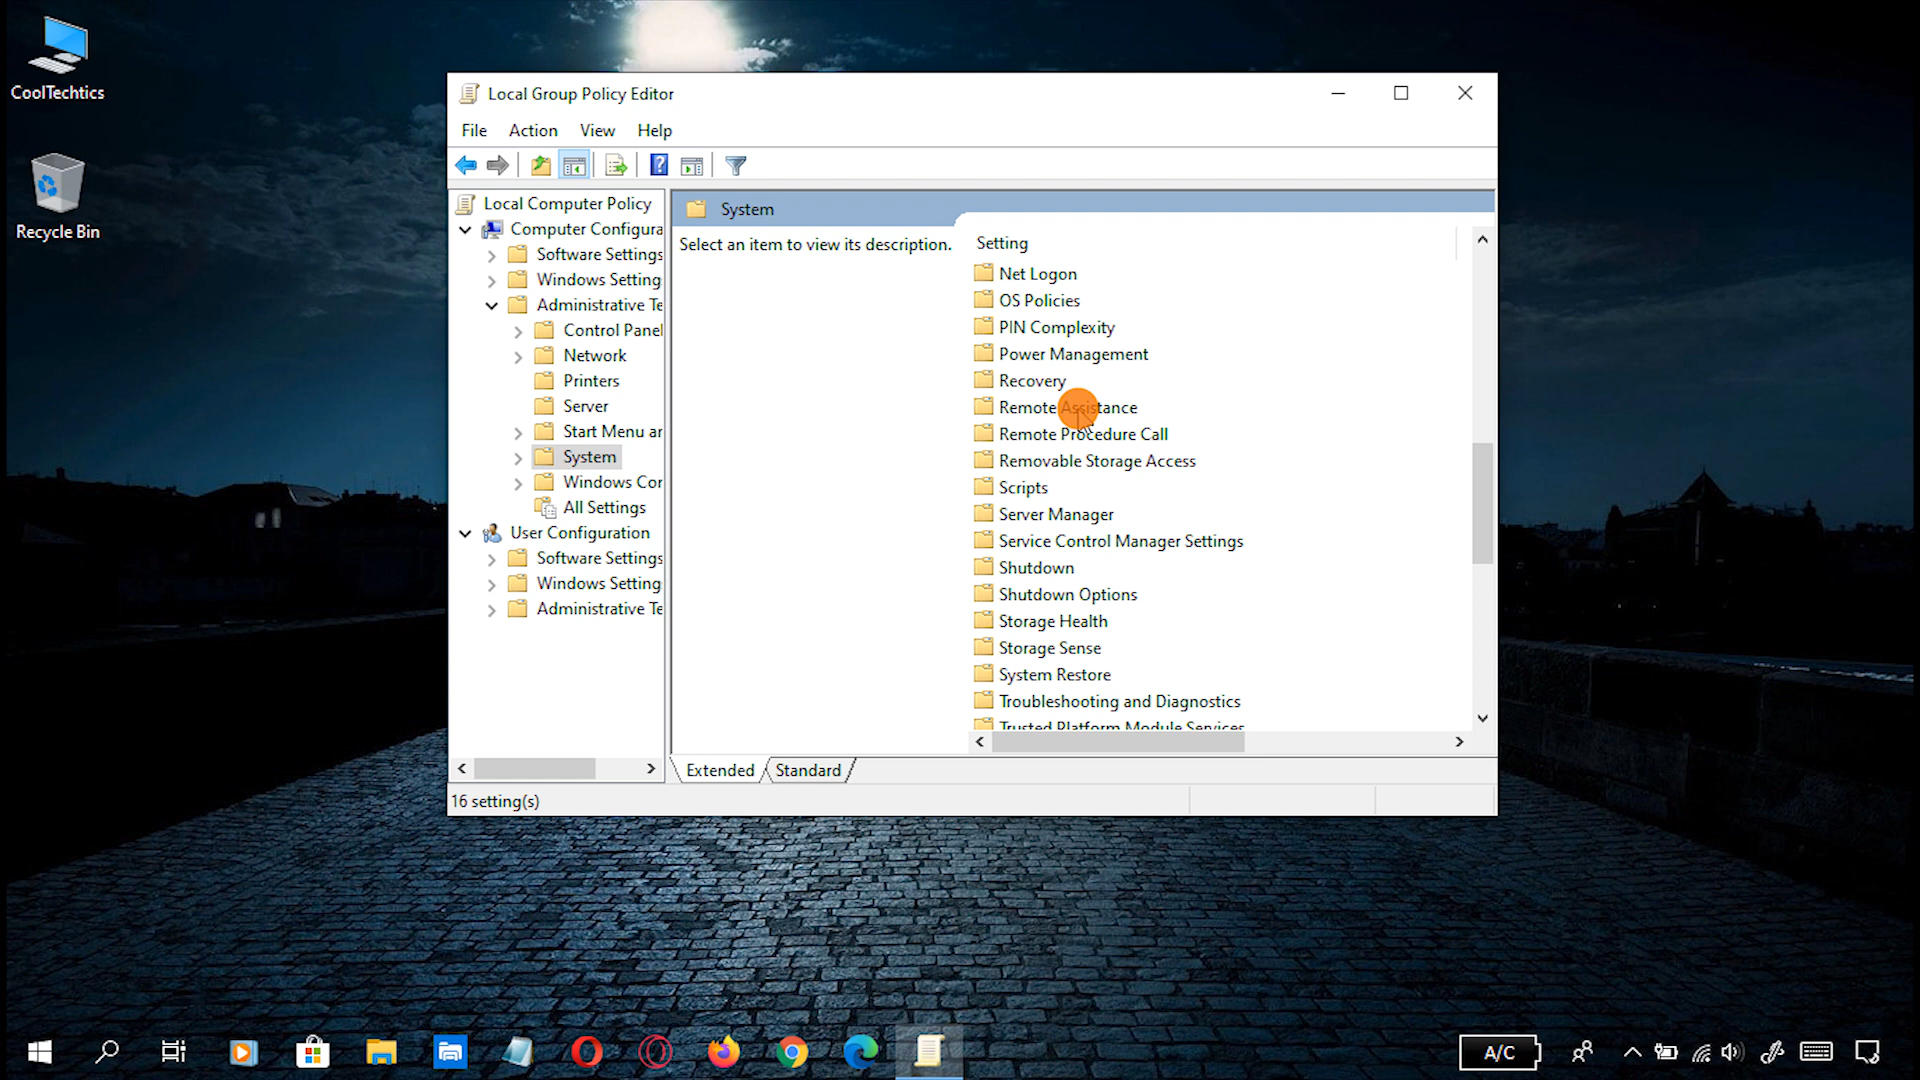 CoolTechtics
Recycle Bin
Local Group Policy Editor
File Action View Help
Local Computer Policy
Computer Configura
Software Settings
Windows Setting
Administrative Te
Control Panel
Network
Printers
Server
Start Menu ar
System
Windows Cor
All Settings
User Configuration
Software Settings
Windows Setting
Administrative Te
System
Select an item to view its description.
Setting
Net Logon
OS Policies
PIN Complexity
Power Management
Recovery
Remote Assistance
Remote Procedure Call
Removable Storage Access
Scripts
Server Manager
Service Control Manager Settings
Shutdown
Shutdown Options
Storage Health
Storage Sense
System Restore
Troubleshooting and Diagnostics
Trusted Platform Module Services
Extended Standard
16 setting(s)
A/C